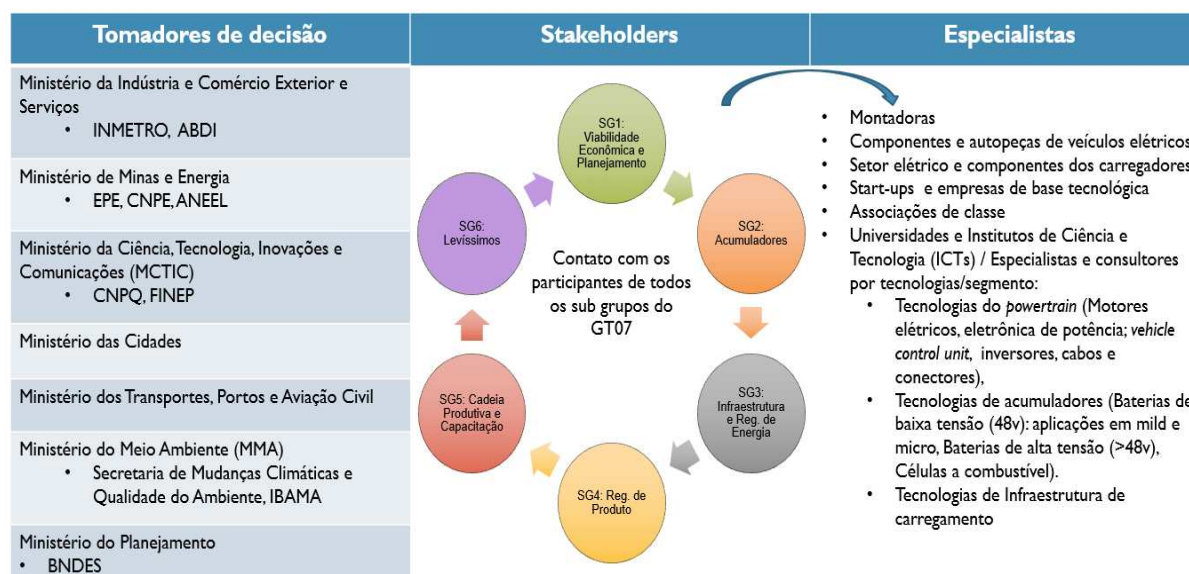 Tomadores de decisão
Stakeholders
Especialistas
Ministério da Indústria e Comércio Exterior e
Serviços
• INMETRO, ABDI
Ministério de Minas e Energia
• EPE, CNPE, ANEEL
Ministério da Ciência, Tecnologia, Inovações e
Comunicações (MCTIC)
• CNPQ, FINEP
Ministério das Cidades
Ministério dos Transportes, Portos e Aviação Civil
Ministério do Meio Ambiente (MMA)
• Secretaria de Mudanças Climáticas e
Qualidade do Ambiente, IBAMA
Ministério do Planejamento
• BNDES
SG1:
Viabilidade
Econômica e
Planejamento
SG2:
Acumuladores
SG3:
Infraestrutura
e Reg. de
Energia
SG4: Reg. de
Produto
SG5: Cadeia
Produtiva e
Capacitação
SG6:
Levíssimos
Contato com os
participantes de todos
os sub grupos do
GT07
• Montadoras
• Componentes e autopeças de veículos elétricos
• Setor elétrico e componentes dos carregadores
• Start-ups e empresas de base tecnológica
• Associações de classe
• Universidades e Institutos de Ciência e
Tecnologia (ICTs) / Especialistas e consultores
por tecnologias/segmento:
• Tecnologias do powertrain (Motores
elétricos, eletrônica de potência; vehicle
control unit, inversores, cabos e
conectores),
• Tecnologias de acumuladores (Baterias de
baixa tensão (48v): aplicações em mild e
micro, Baterias de alta tensão (>48v),
Células a combustível).
• Tecnologias de Infraestrutura de
carregamento